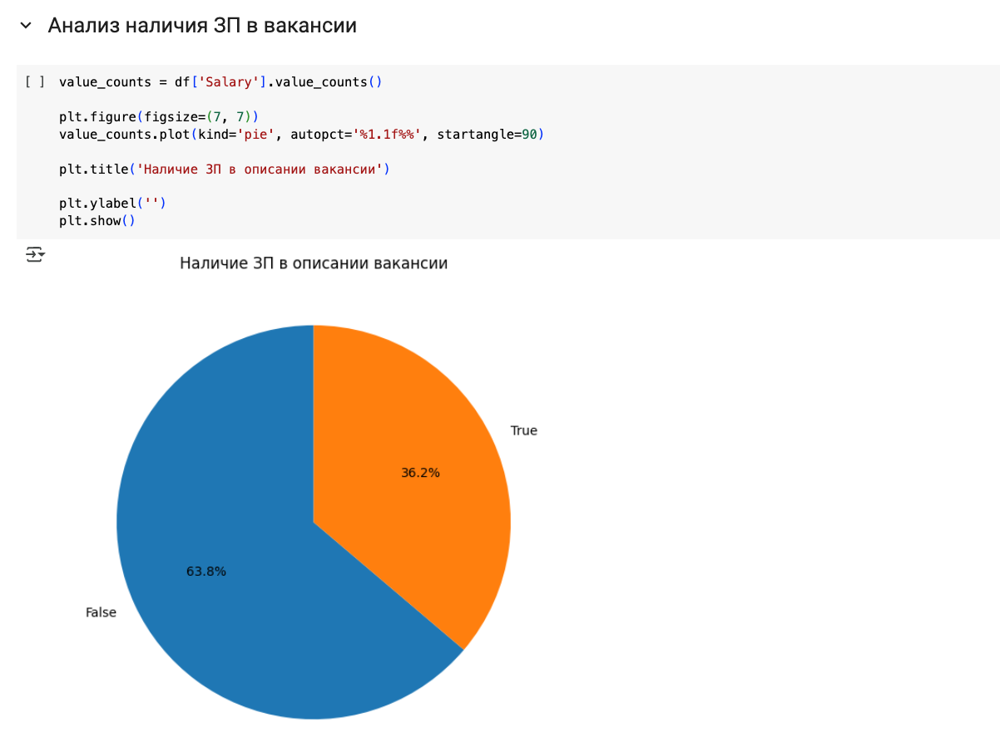 Анализ наличия ЗП в вакансии
[ ] value_counts = df['Salary'].value_counts()
plt.figure(figsize=(7, 7))
value_counts.plot(kind='pie', autopct='%1.1f%%', startangle=90)
plt.title('Наличие ЗП в описании вакансии')
plt.ylabel('')
plt.show()
Наличие ЗП в описании вакансии
True
36.2%
63.8%
False